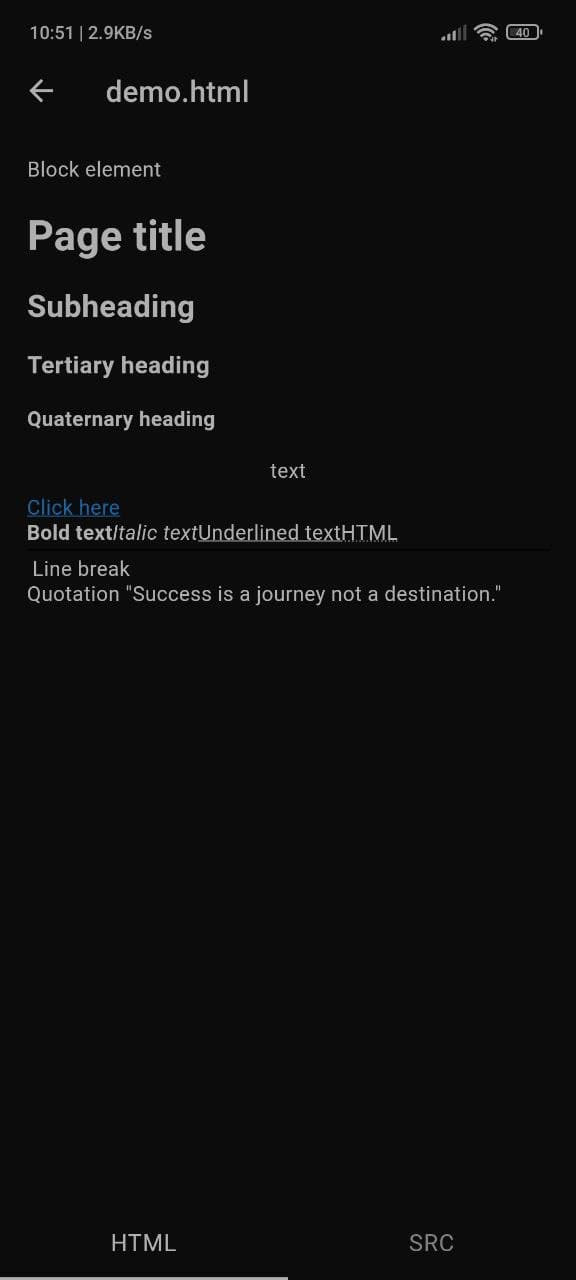 10:51 | 2.9KB/s
40
demo.html
Block element
Page title
Subheading
Tertiary heading
Quaternary heading
text
Click here
Bold textItalic textUnderlined textHTML
Line break
Quotation "Success is a journey not a destination."
HTML SRC